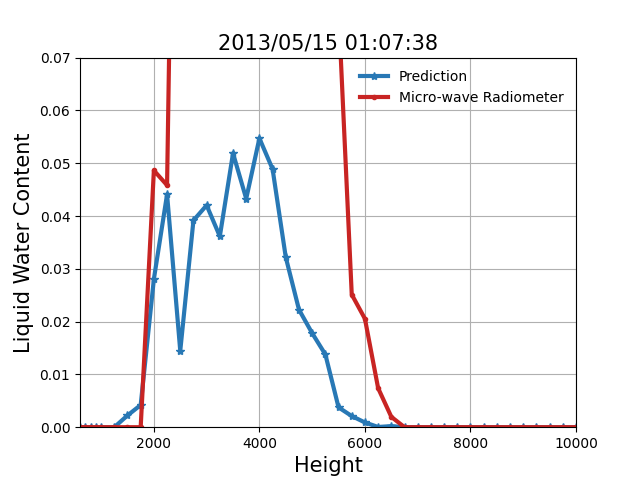 2013/05/15 01:07:38
Prediction
Micro-wave Radiometer
Liquid Water Content
0.07
0.06
0.05
0.04
0.03
0.02
0.01
0.00
2000 4000 6000 8000 10000
Height